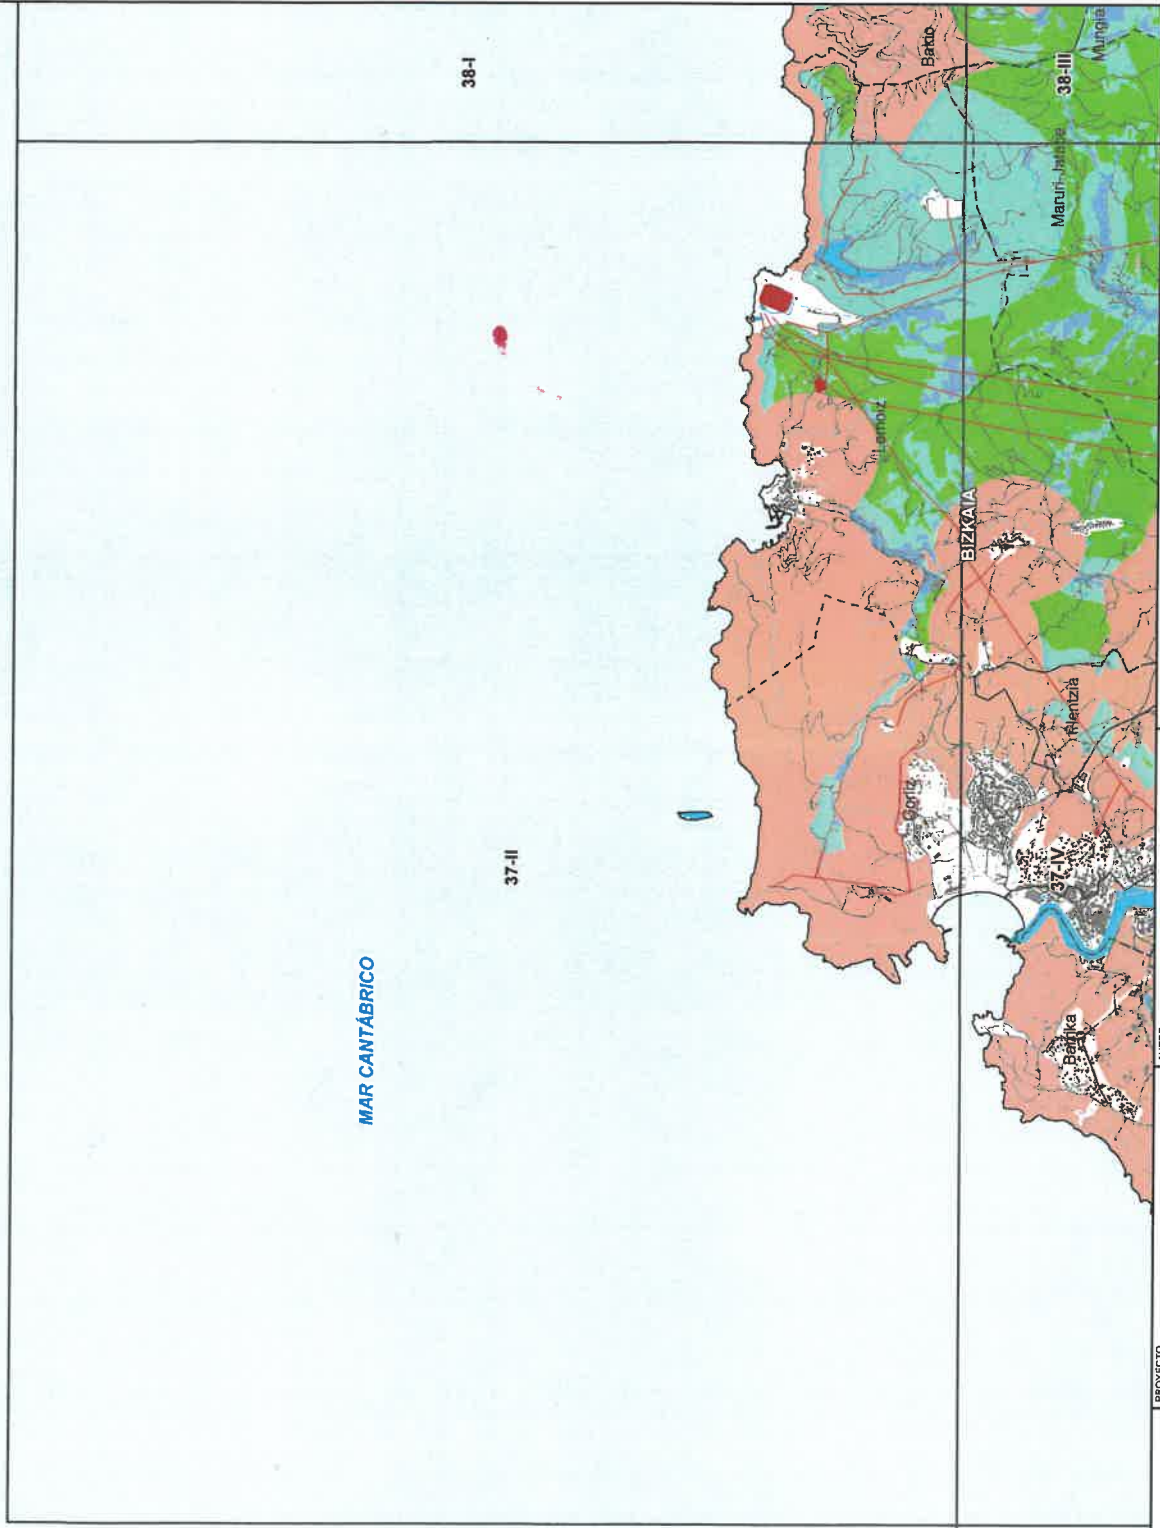 MAR CANTÁBRICO
37-II
38-I
Bakio
Lemoiz
Gorliz
BIZKAIA
Barrika
37-IV
Plentzia
Maruri-Jatabe
38-III
Mungia
PROYECTO